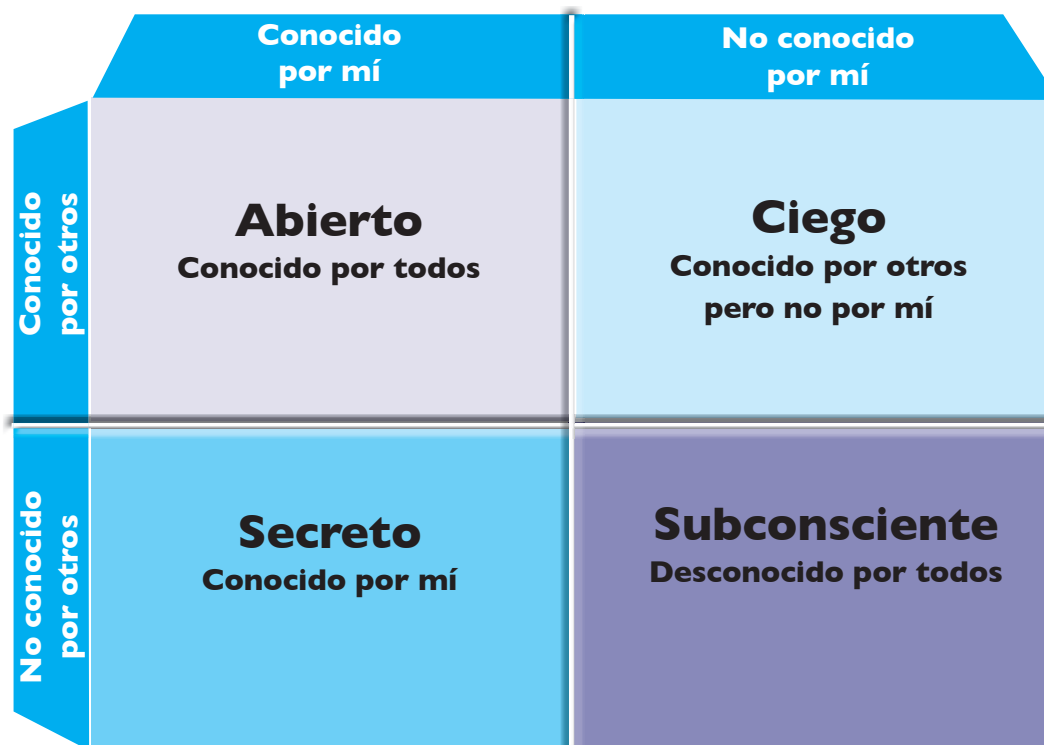 Conocido
por mí
No conocido
por mí
Conocido
por otros
Abierto
Conocido por todos
Ciego
Conocido por otros
pero no por mí
No conocido
por otros
Secreto
Conocido por mí
Subconsciente
Desconocido por todos